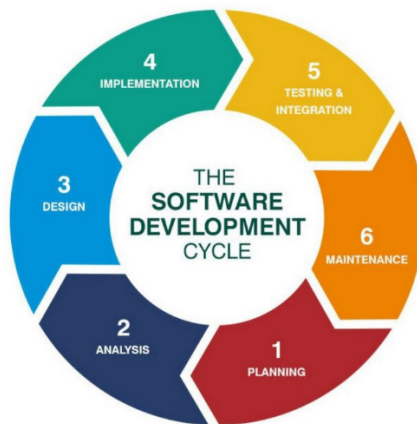 THE
SOFTWARE
DEVELOPMENT
CYCLE
1
PLANNING
2
ANALYSIS
3
DESIGN
4
IMPLEMENTATION
5
TESTING &
INTEGRATION
6
MAINTENANCE